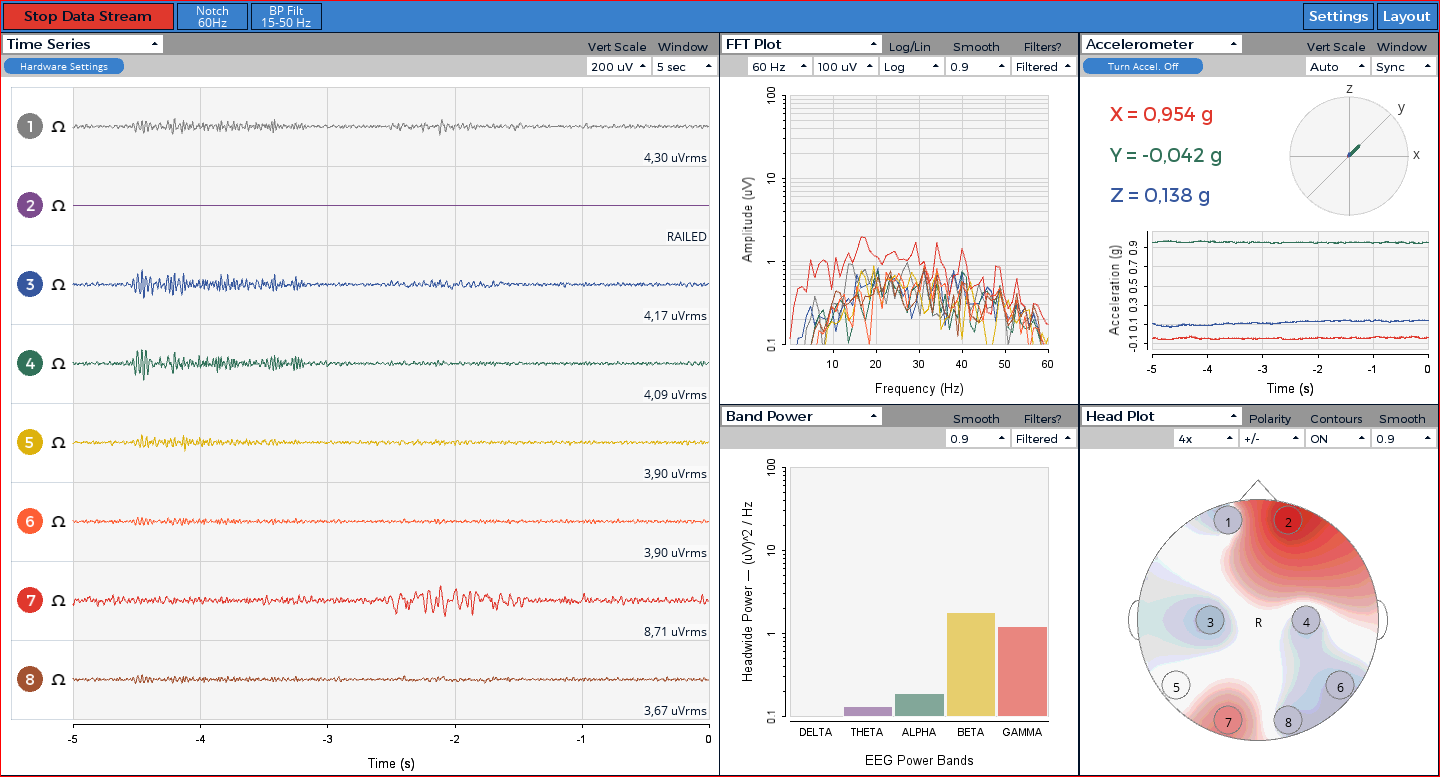 Stop Data Stream
Notch
60Hz
BP Filt
15-50 Hz
Settings
Layout
Time Series
Vert Scale Window
Hardware Settings
200 uV 5 sec
1 Ω
4,30 uVrms
2 Ω
RAILED
3 Ω
4,17 uVrms
4 Ω
4,09 uVrms
5 Ω
3,90 uVrms
6 Ω
3,90 uVrms
7 Ω
8,71 uVrms
8 Ω
3,67 uVrms
-5 -4 -3 -2 -1 0
Time (s)
FFT Plot
Log/Lin Smooth Filters?
60 Hz 100 uV Log 0.9 Filtered
Amplitude (uV)
100
10
1
0.1
10 20 30 40 50 60
Frequency (Hz)
Accelerometer
Vert Scale Window
Turn Accel. Off
Auto Sync
X = 0,954 g
Y = -0,042 g
Z = 0,138 g
z
y
x
Acceleration (g)
-0.1 0.1 0.3 0.5 0.7 0.9
-5 -4 -3 -2 -1 0
Time (s)
Band Power
Smooth Filters?
0.9 Filtered
Headwide Power — (uV)^2 / Hz
100
10
1
0.1
DELTA THETA ALPHA BETA GAMMA
EEG Power Bands
Head Plot
Polarity Contours Smooth
4x +/- ON 0.9
1 2
3 R 4
5 6
7 8